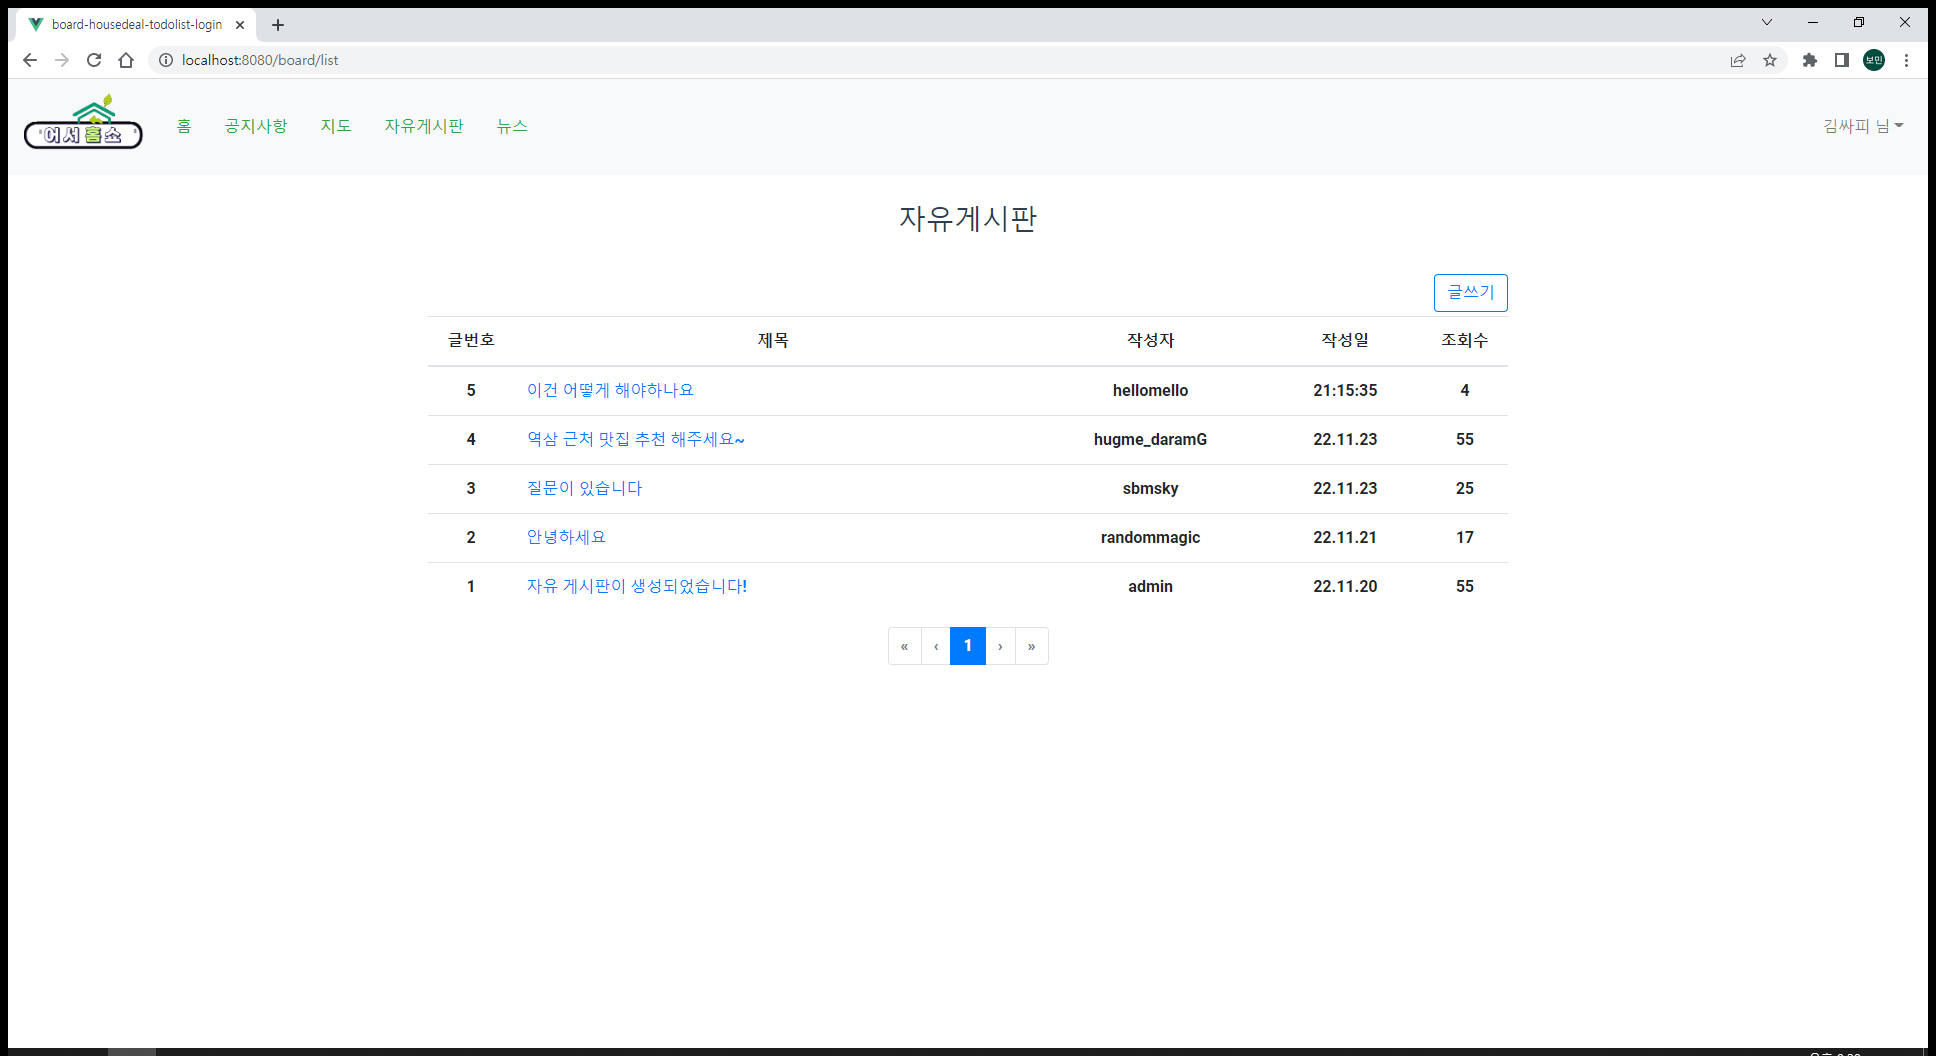 board-housedeal-todolist-login
localhost:8080/board/list
보민
어서홈쇼
홈 공지사항 지도 자유게시판 뉴스 김싸피 님
자유게시판
글쓰기
글번호 제목 작성자 작성일 조회수
5 이건 어떻게 해야하나요 hellomello 21:15:35 4
4 역삼 근처 맛집 추천 해주세요~ hugme_daramG 22.11.23 55
3 질문이 있습니다 sbmsky 22.11.23 25
2 안녕하세요 randommagic 22.11.21 17
1 자유 게시판이 생성되었습니다! admin 22.11.20 55
« ‹ 1 › »